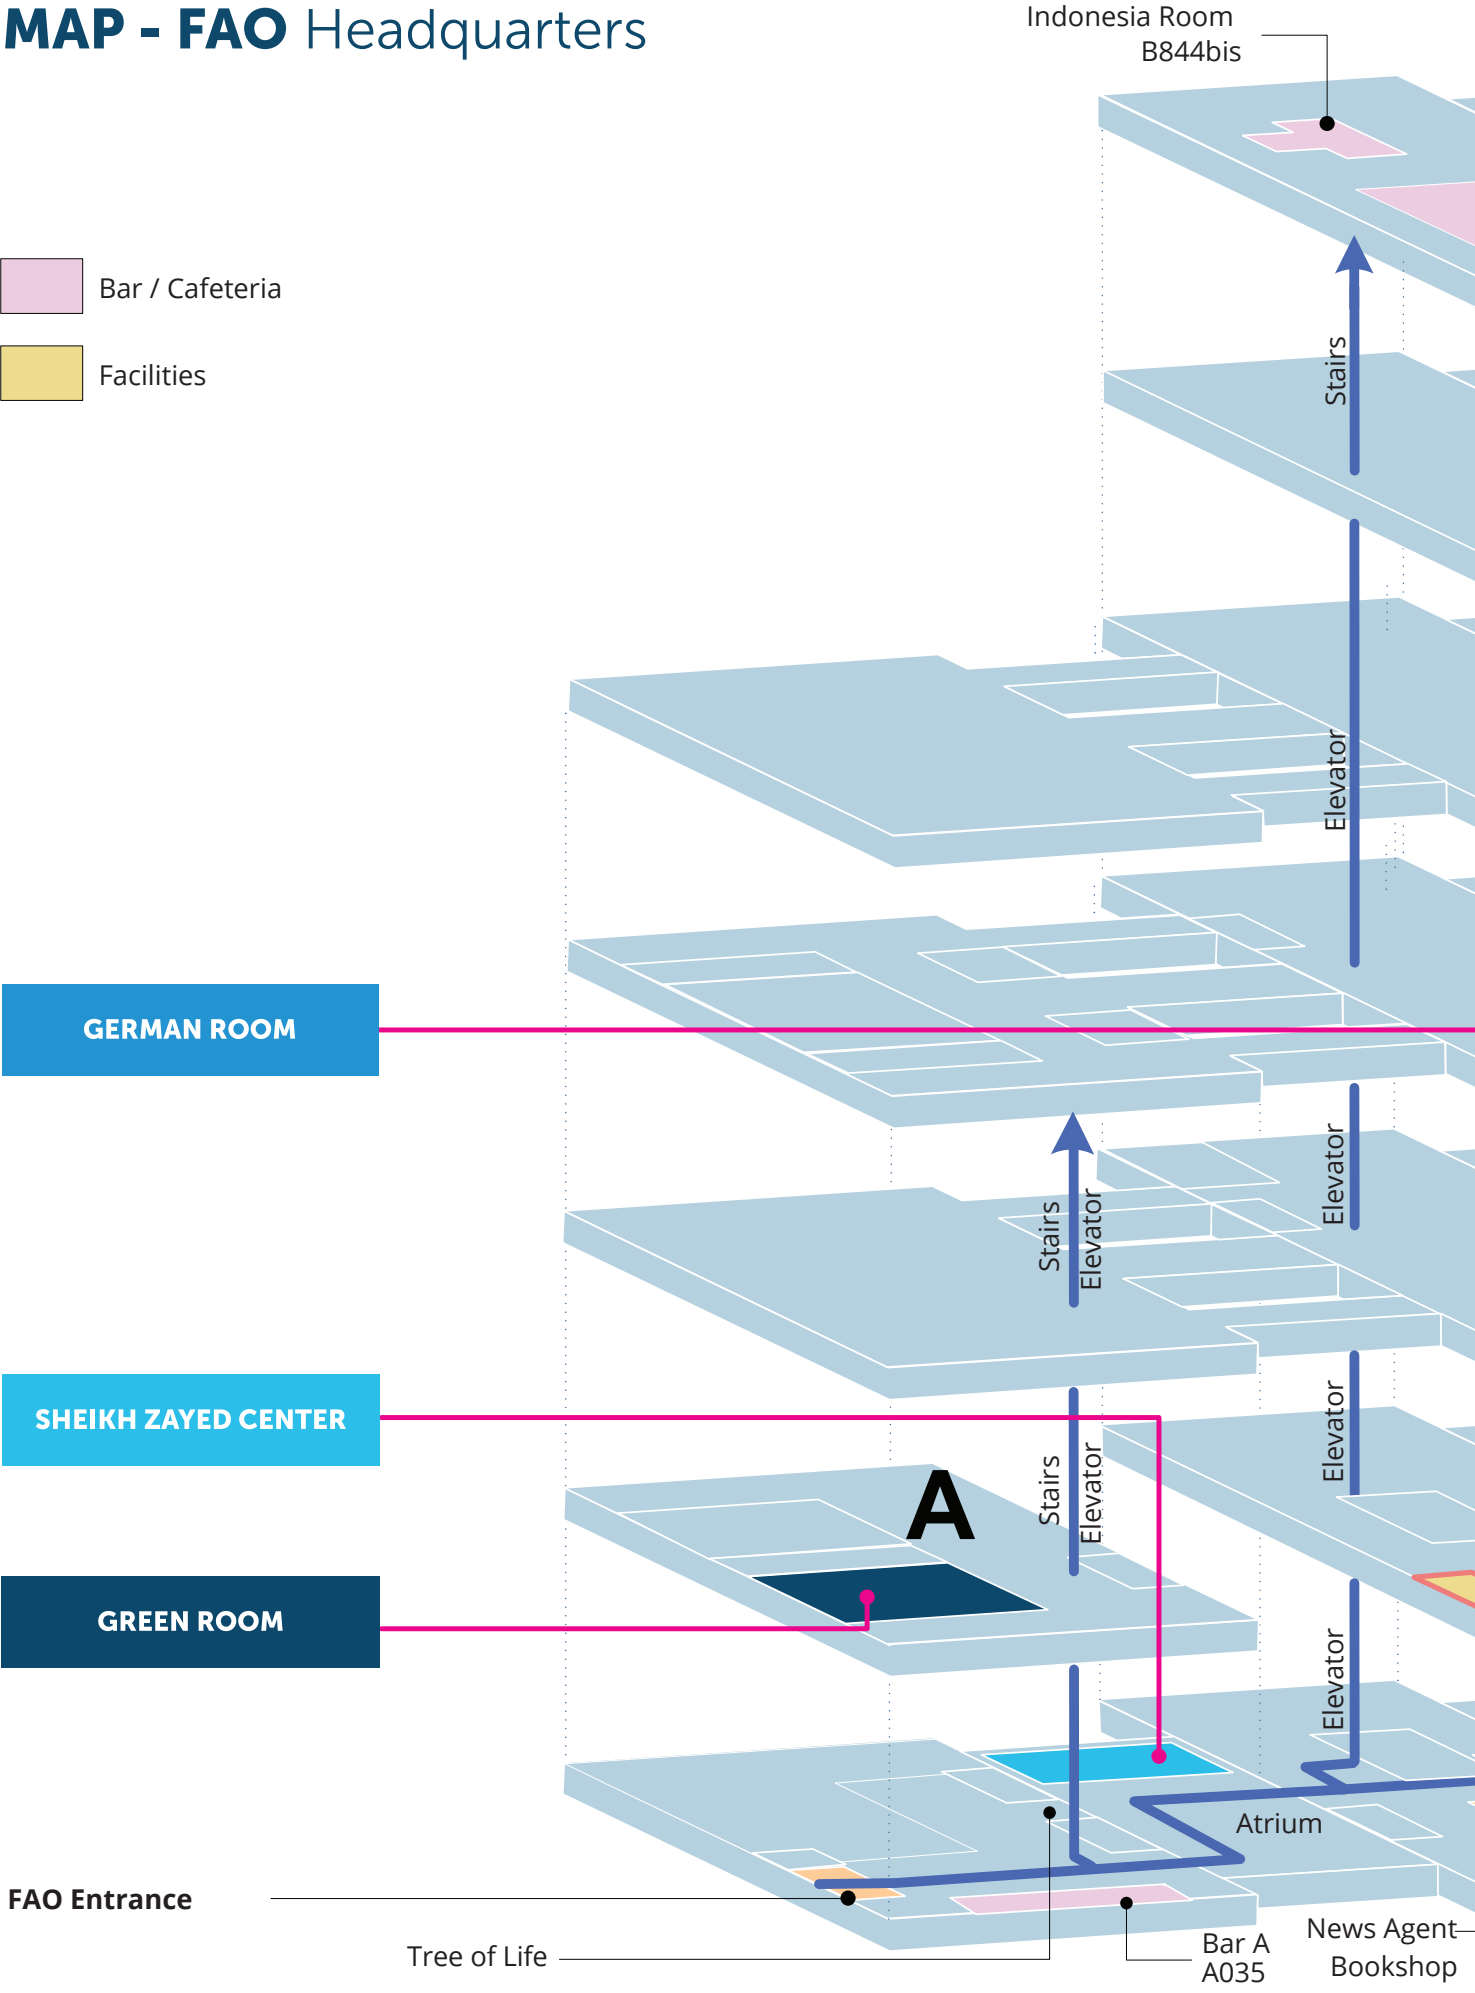 MAP - FAO Headquarters
Indonesia Room
B844bis
Bar / Cafeteria
Facilities
Stairs
Elevator
GERMAN ROOM
Elevator
Stairs
Elevator
SHEIKH ZAYED CENTER
Elevator
A
Stairs
Elevator
GREEN ROOM
Elevator
Atrium
FAO Entrance
Tree of Life
Bar A
A035
News Agent
Bookshop